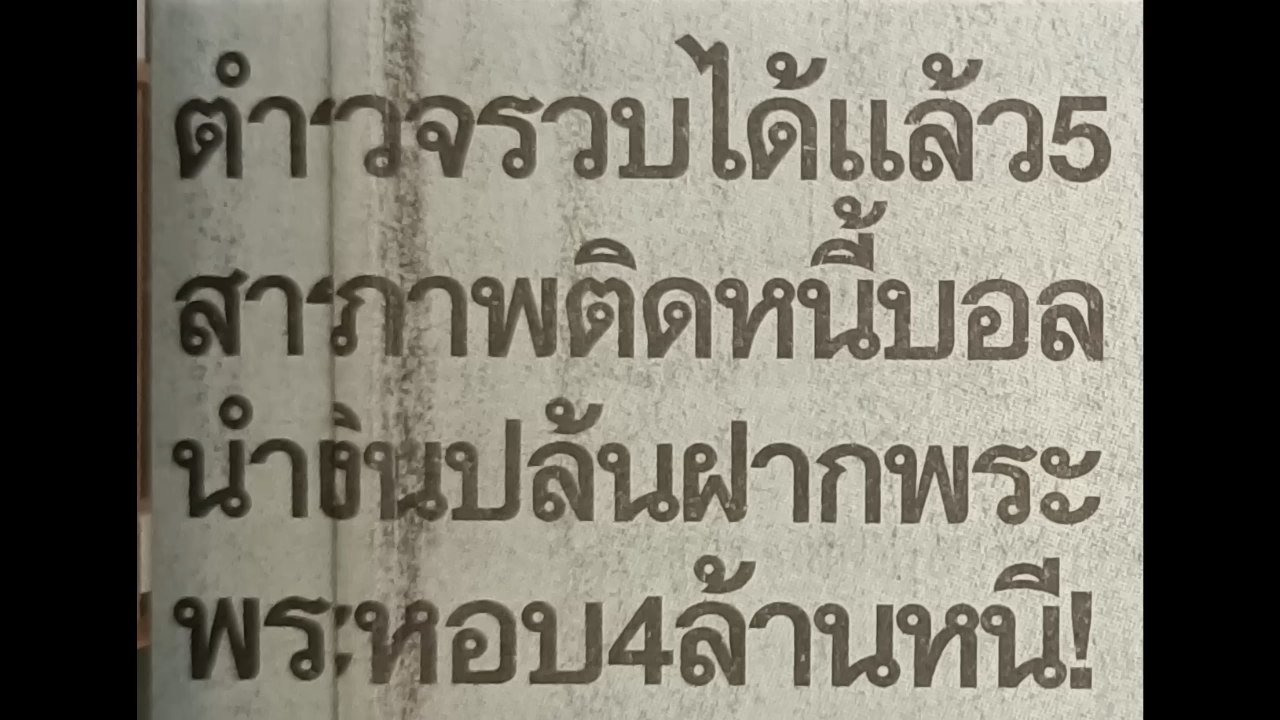 ตำรวจรวบได้แล้ว5
สารภาพติดหนี้บอล
นำเงินปล้นฝากพระ
พระหอบ4ล้านหนี!